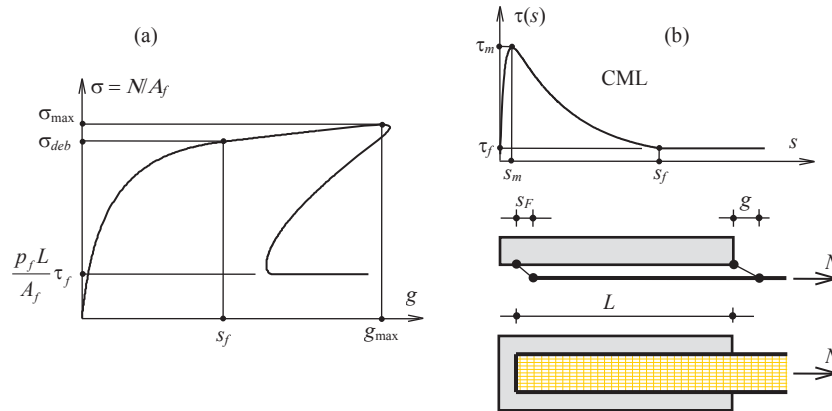 (a)
σ = N/A_f
σ_max
σ_deb
p_f L
A_f
τ_f
g
s_f
g_max
τ(s)
(b)
τ_m
CML
τ_f
s
s_m
s_f
s_F
g
N
L
N